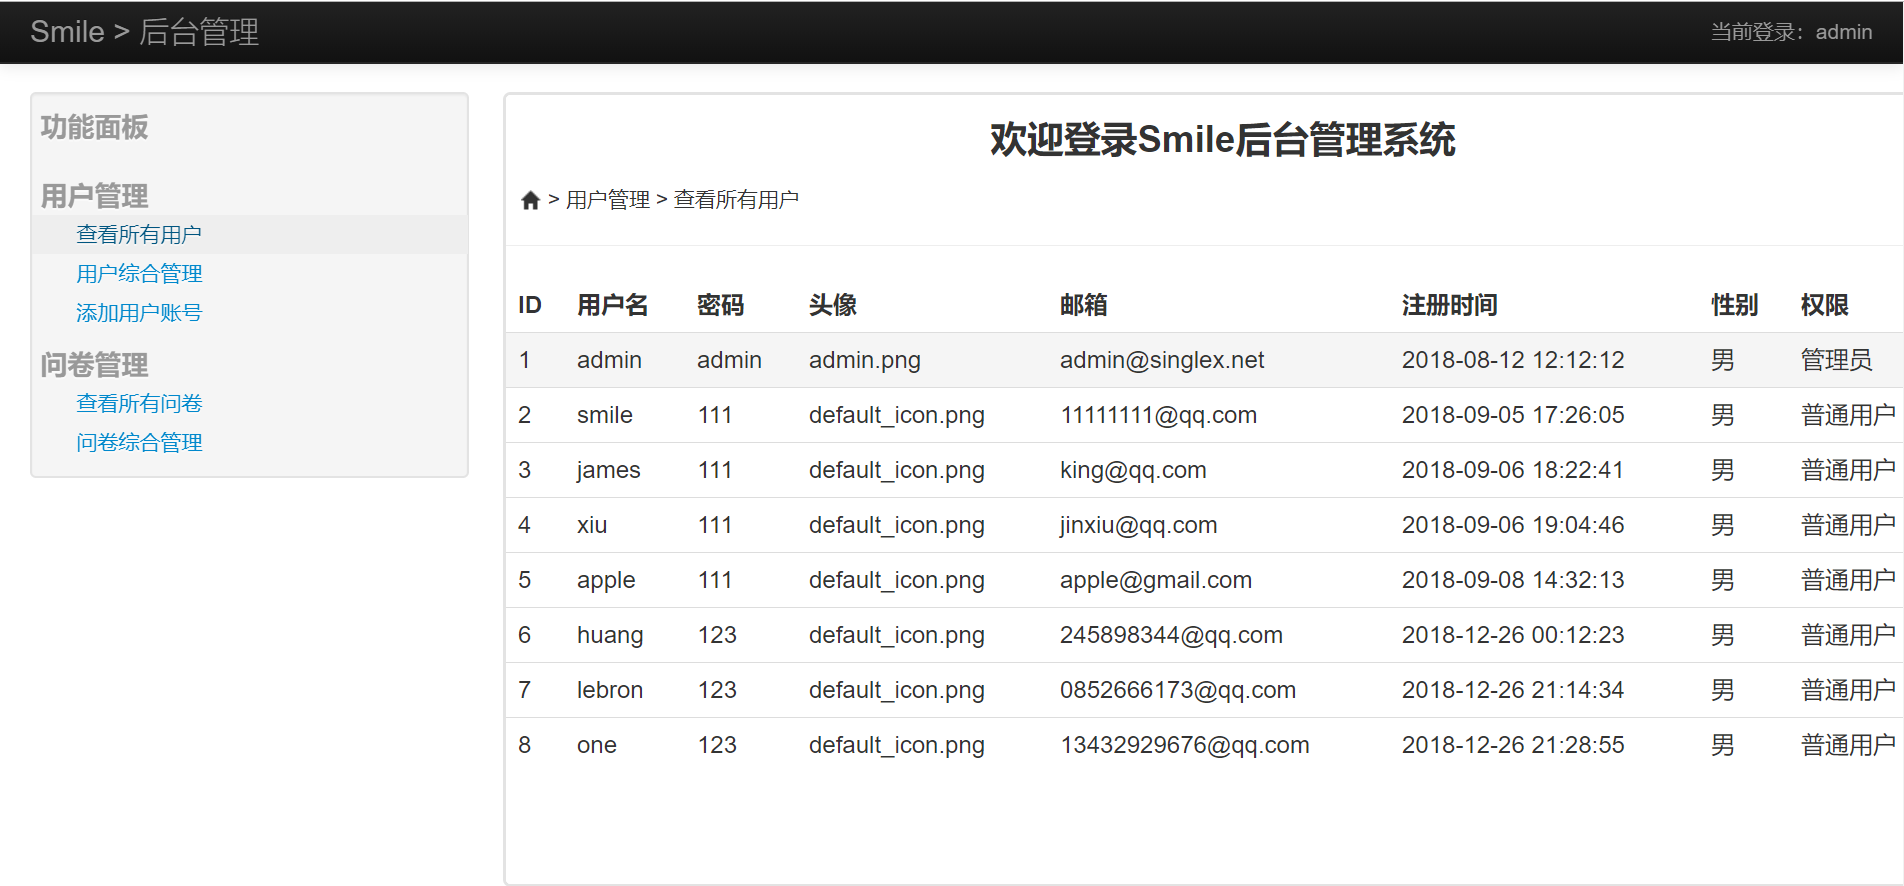 Smile > 后台管理
当前登录：admin
功能面板
用户管理
查看所有用户
用户综合管理
添加用户账号
问卷管理
查看所有问卷
问卷综合管理
欢迎登录Smile后台管理系统
> 用户管理 > 查看所有用户
ID 用户名 密码 头像 邮箱 注册时间 性别 权限
1 admin admin admin.png admin@singlex.net 2018-08-12 12:12:12 男 管理员
2 smile 111 default_icon.png 11111111@qq.com 2018-09-05 17:26:05 男 普通用户
3 james 111 default_icon.png king@qq.com 2018-09-06 18:22:41 男 普通用户
4 xiu 111 default_icon.png jinxiu@qq.com 2018-09-06 19:04:46 男 普通用户
5 apple 111 default_icon.png apple@gmail.com 2018-09-08 14:32:13 男 普通用户
6 huang 123 default_icon.png 245898344@qq.com 2018-12-26 00:12:23 男 普通用户
7 lebron 123 default_icon.png 0852666173@qq.com 2018-12-26 21:14:34 男 普通用户
8 one 123 default_icon.png 13432929676@qq.com 2018-12-26 21:28:55 男 普通用户